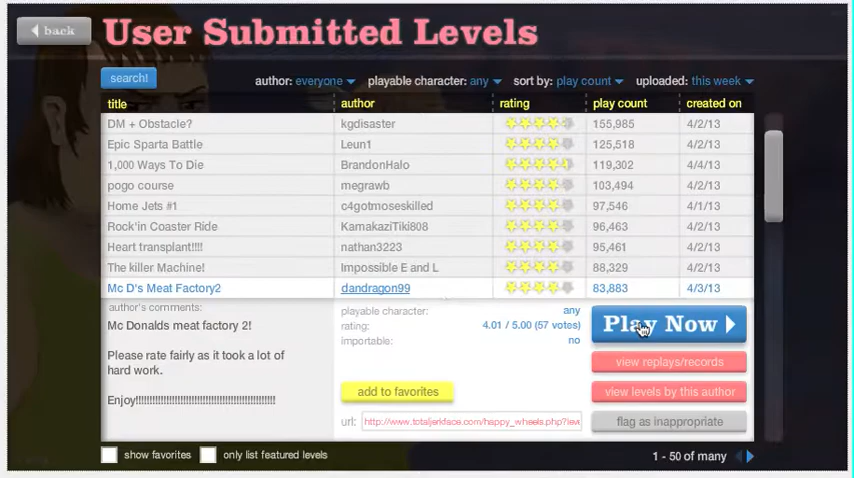 back
User Submitted Levels
search!
author: everyone playable character: any sort by: play count uploaded: this week
title author rating play count created on
DM + Obstacle? kgdisaster 155,985 4/2/13
Epic Sparta Battle Leun1 125,518 4/2/13
1,000 Ways To Die BrandonHalo 119,302 4/4/13
pogo course megrawb 103,494 4/2/13
Home Jets #1 c4gotmoseskilled 97,546 4/1/13
Rock'in Coaster Ride KamakaziTiki808 96,463 4/2/13
Heart transplant!!!! nathan3223 95,461 4/2/13
The killer Machine! Impossible E and L 88,329 4/2/13
Mc D's Meat Factory2 dandragon99 83,883 4/3/13
author's comments:
Mc Donalds meat factory 2!
Please rate fairly as it took a lot of
hard work.
Enjoy!!!!!!!!!!!!!!!!!!!!!!!!!!!!!!!!!!!!!!!!!!!
playable character: any
rating: 4.01 / 5.00 (57 votes)
importable: no
add to favorites
url: http://www.totaljerkface.com/happy_wheels.php?leve
Play Now
view replays/records
view levels by this author
flag as inappropriate
show favorites only list featured levels 1 - 50 of many